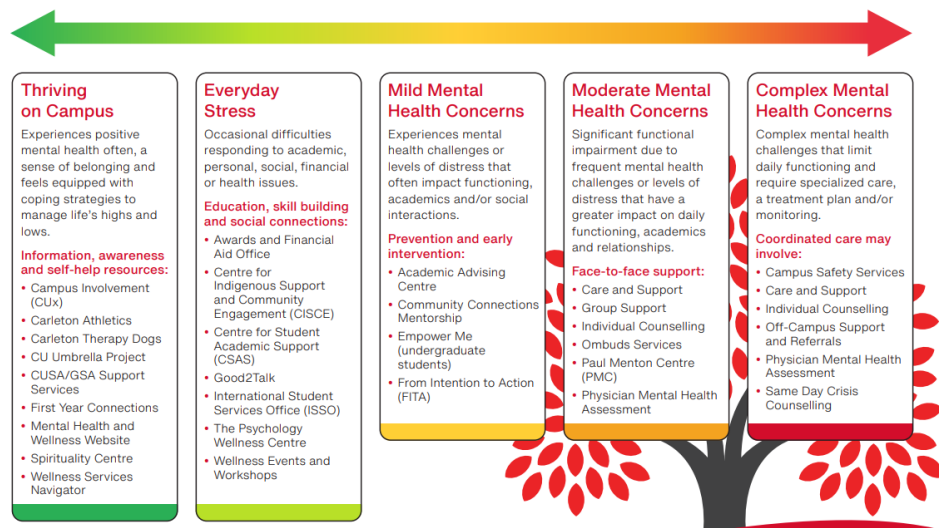 Thriving
on Campus
Experiences positive
mental health often, a
sense of belonging and
feels equipped with
coping strategies to
manage life's highs and
lows.
Information, awareness
and self-help resources:
• Campus Involvement
(CUx)
• Carleton Athletics
• Carleton Therapy Dogs
• CU Umbrella Project
• CUSA/GSA Support
Services
• First Year Connections
• Mental Health and
Wellness Website
• Spirituality Centre
• Wellness Services
Navigator
Everyday
Stress
Occasional difficulties
responding to academic,
personal, social, financial
or health issues.
Education, skill building
and social connections:
• Awards and Financial
Aid Office
• Centre for
Indigenous Support
and Community
Engagement (CISCE)
• Centre for Student
Academic Support
(CSAS)
• Good2Talk
• International Student
Services Office (ISSO)
• The Psychology
Wellness Centre
• Wellness Events and
Workshops
Mild Mental
Health Concerns
Experiences mental
health challenges or
levels of distress that
often impact functioning,
academics and/or social
interactions.
Prevention and early
intervention:
• Academic Advising
Centre
• Community Connections
Mentorship
• Empower Me
(undergraduate
students)
• From Intention to Action
(FITA)
Moderate Mental
Health Concerns
Significant functional
impairment due to
frequent mental health
challenges or levels of
distress that have a
greater impact on daily
functioning, academics
and relationships.
Face-to-face support:
• Care and Support
• Group Support
• Individual Counselling
• Ombuds Services
• Paul Menton Centre
(PMC)
• Physician Mental Health
Assessment
Complex Mental
Health Concerns
Complex mental health
challenges that limit
daily functioning and
require specialized care,
a treatment plan and/or
monitoring.
Coordinated care may
involve:
• Campus Safety Services
• Care and Support
• Individual Counselling
• Off-Campus Support
and Referrals
• Physician Mental Health
Assessment
• Same Day Crisis
Counselling